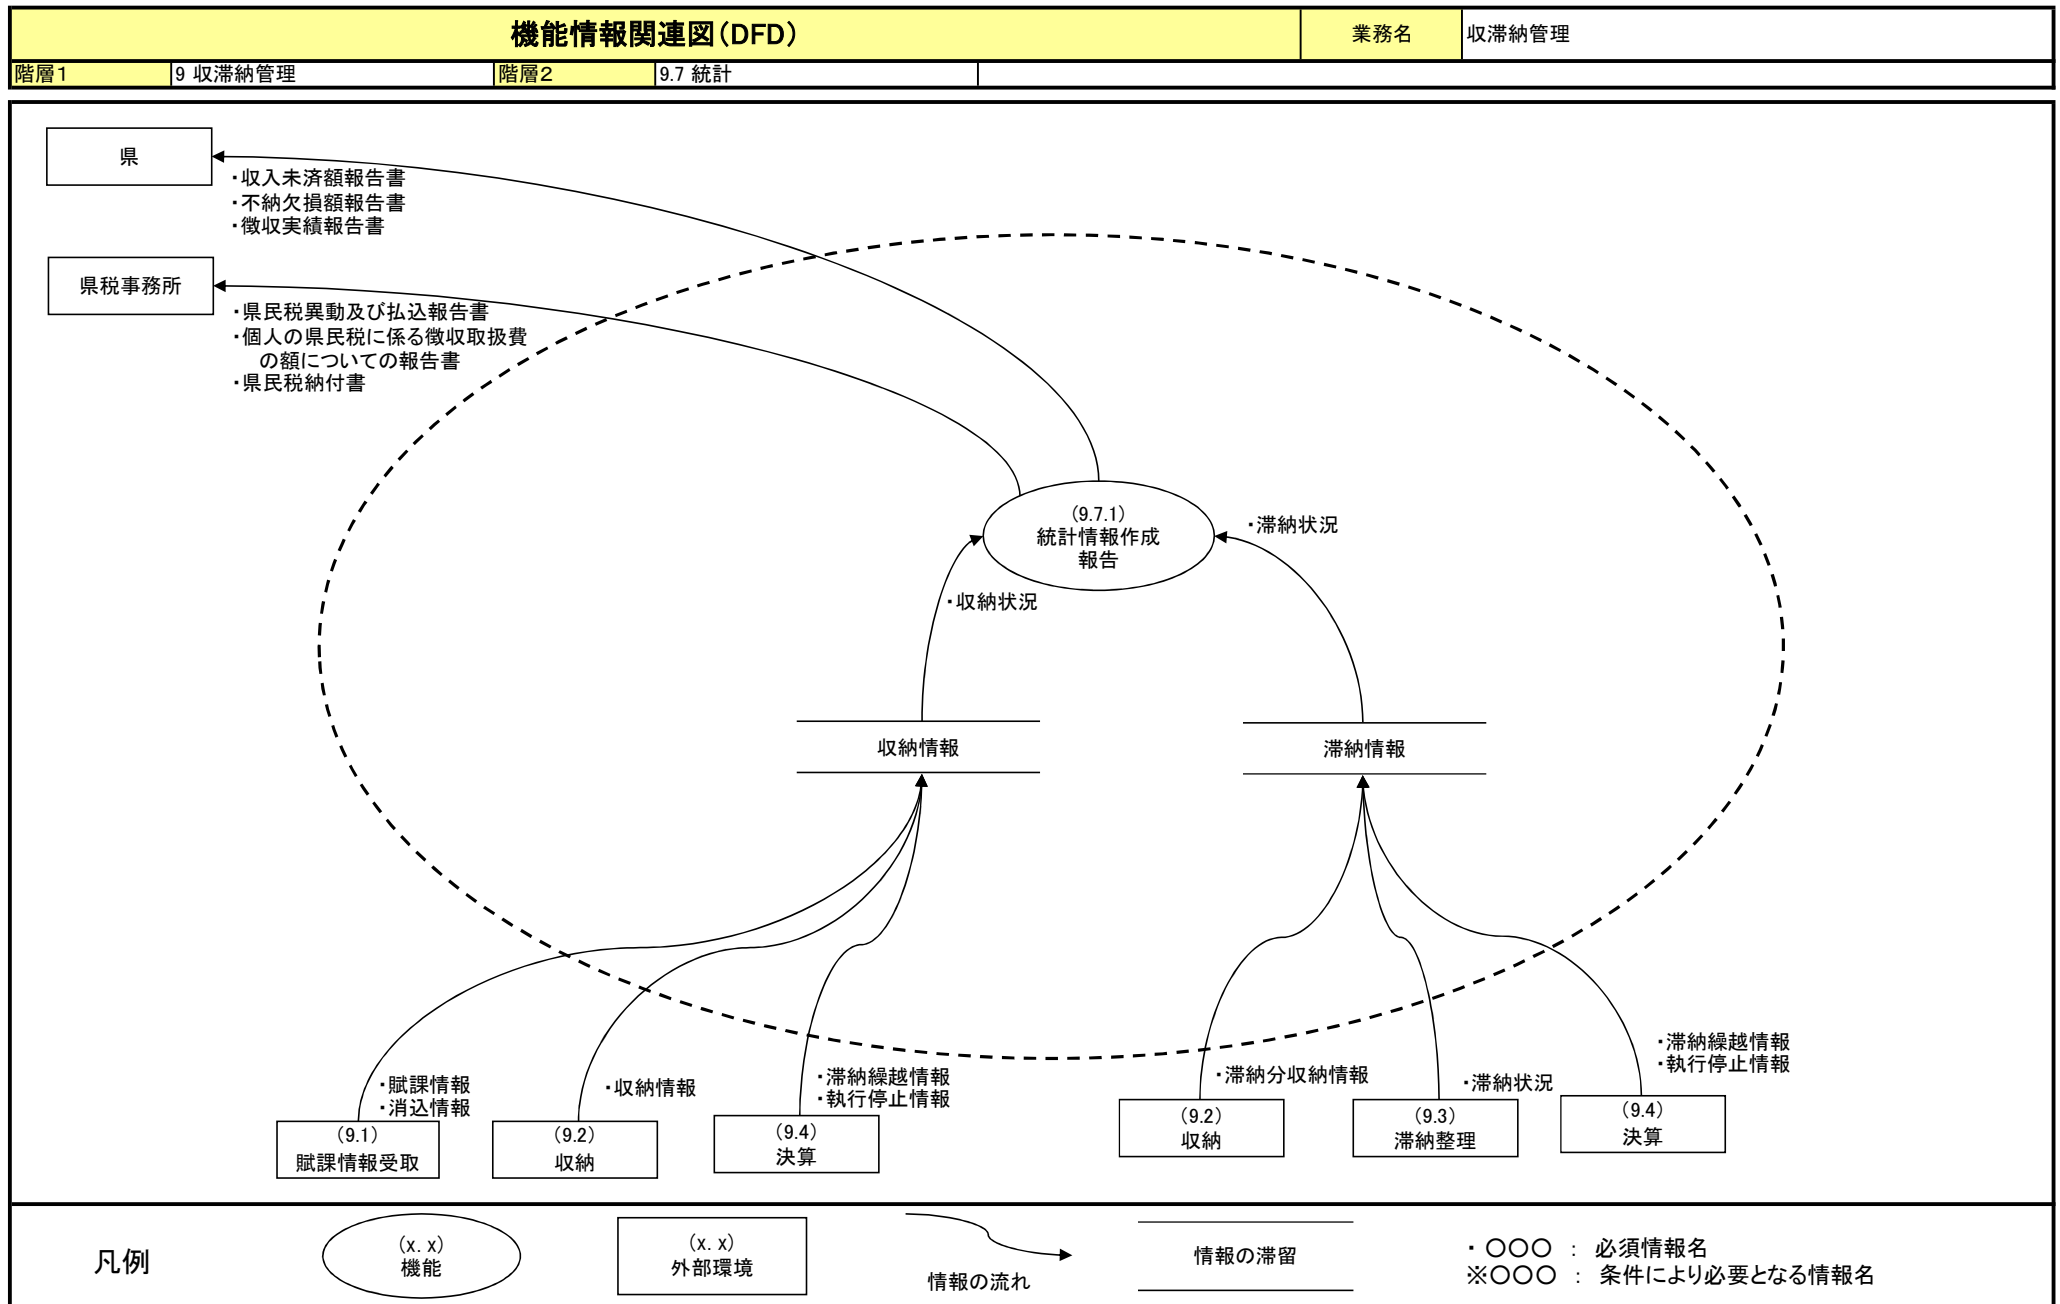 機能情報関連図(DFD)
業務名
収滞納管理
階層1
9 収滞納管理
階層2
9.7 統計
県
・収入未済額報告書
・不納欠損額報告書
・徴収実績報告書
県税事務所
・県民税異動及び払込報告書
・個人の県民税に係る徴収取扱費
の額についての報告書
・県民税納付書
(9.7.1)
統計情報作成
報告
・滞納状況
・収納状況
収納情報
滞納情報
・賦課情報
・消込情報
・収納情報
・滞納繰越情報
・執行停止情報
・滞納分収納情報
・滞納状況
・滞納繰越情報
・執行停止情報
(9.1)
賦課情報受取
(9.2)
収納
(9.4)
決算
(9.2)
収納
(9.3)
滞納整理
(9.4)
決算
凡例
(x. x)
機能
(x. x)
外部環境
情報の流れ
情報の滞留
・ 〇〇〇 : 必須情報名
※〇〇〇 : 条件により必要となる情報名